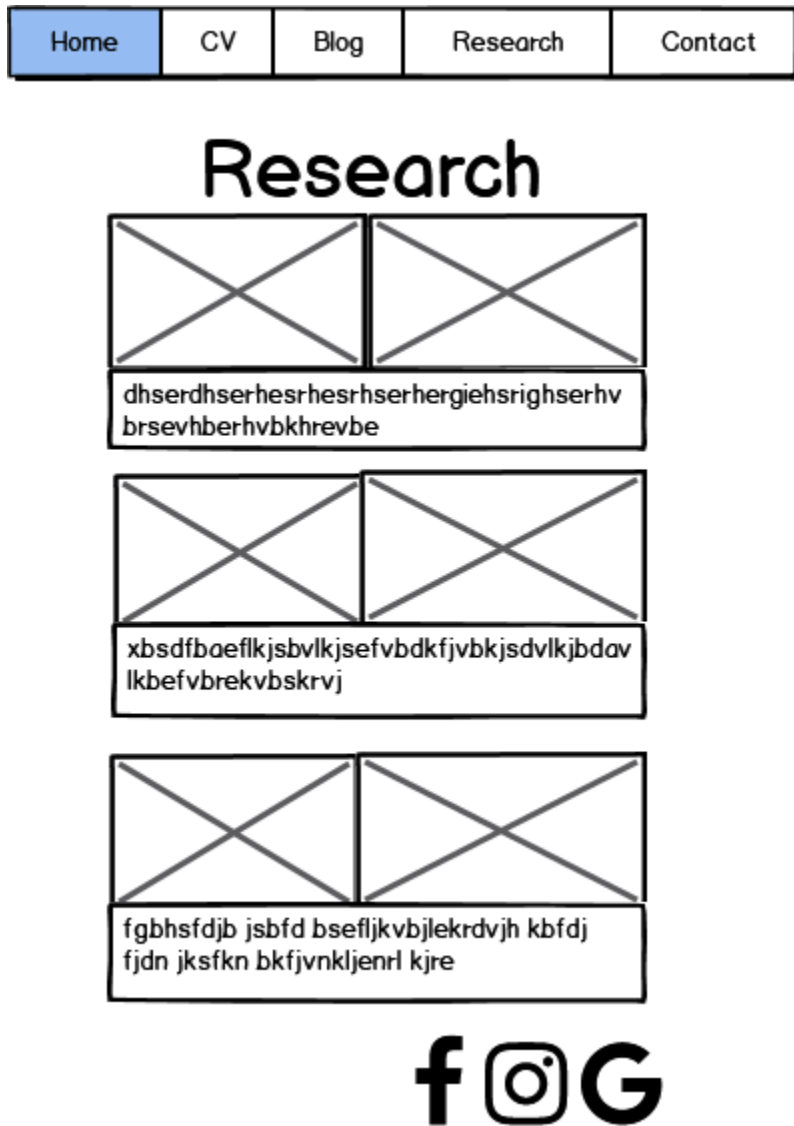 Home CV Blog Research Contact
Research
dhserdhserhesrhesrhserhergiehsrighserhv
brsevhberhvbkhrevbe
xbsdfbaeflkjsbvlkjsefvbdkfjvbkjsdvlkjbdav
lkbefvbrekvbskrvj
fgbhsfdjb jsbfd bsefljkvbjlekrdvjh kbfdj
fjdn jksfkn bkfjvnkljenrl kjre